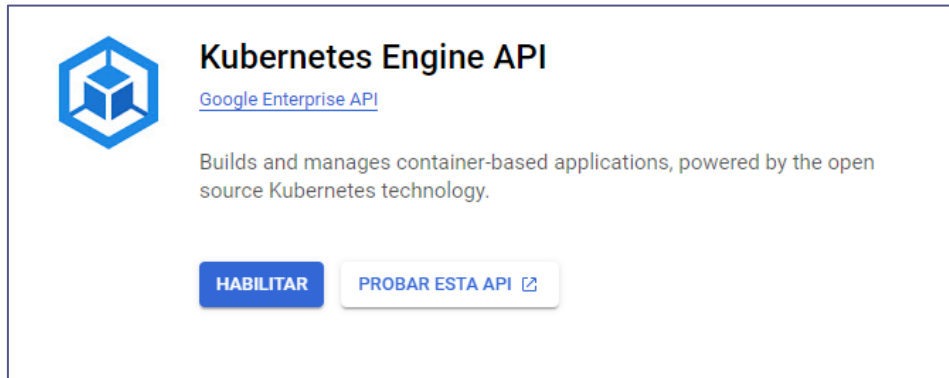 Kubernetes Engine API
Google Enterprise API
Builds and manages container-based applications, powered by the open
source Kubernetes technology.
HABILITAR PROBAR ESTA API